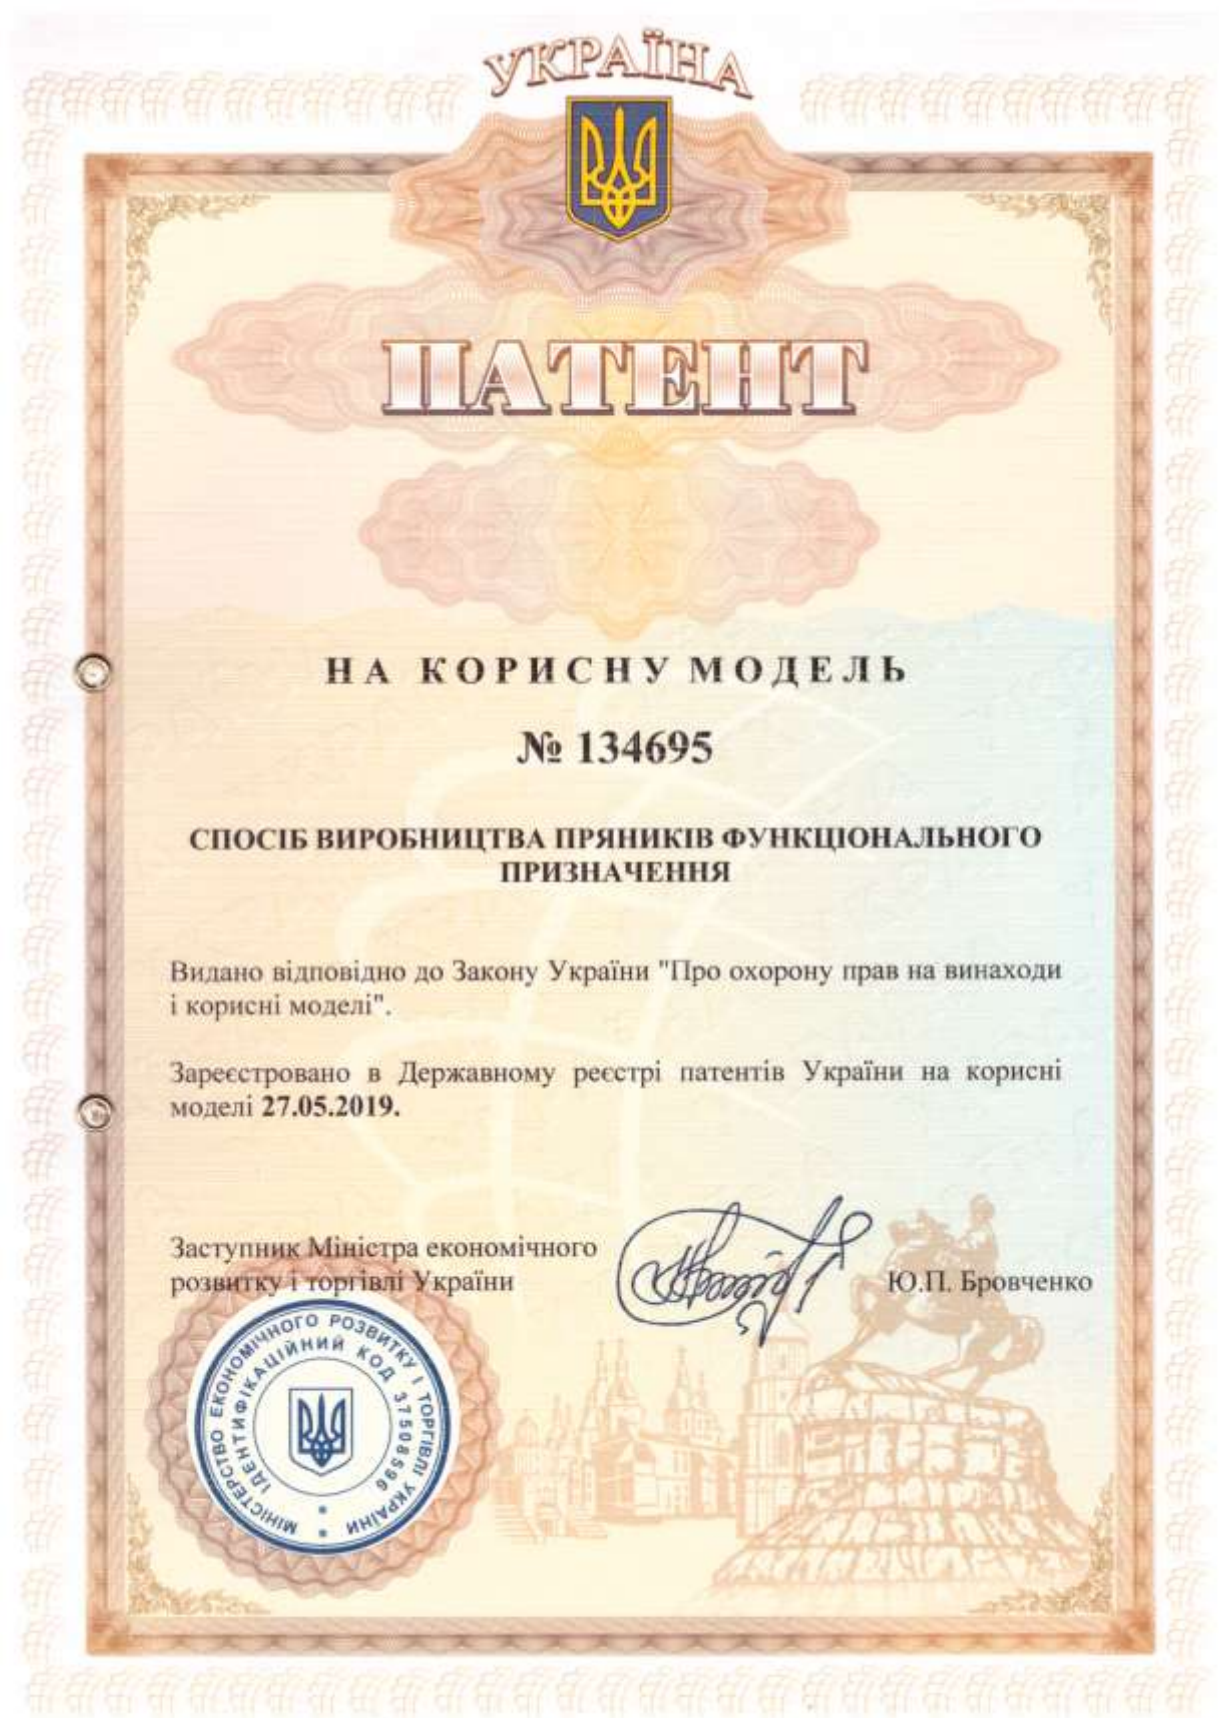 УКРАЇНА
ПАТЕНТ
НА КОРИСНУ МОДЕЛЬ
№ 134695
СПОСІБ ВИРОБНИЦТВА ПРЯНИКІВ ФУНКЦІОНАЛЬНОГО
ПРИЗНАЧЕННЯ
Видано відповідно до Закону України "Про охорону прав на винаходи
і корисні моделі".
Зареєстровано в Державному реєстрі патентів України на корисні
моделі 27.05.2019.
Заступник Міністра економічного
розвитку і торгівлі України
Ю.П. Бровченко
МІНІСТЕРСТВО ЕКОНОМІЧНОГО РОЗВИТКУ І ТОРГІВЛІ УКРАЇНИ
ІДЕНТИФІКАЦІЙНИЙ КОД 37508596